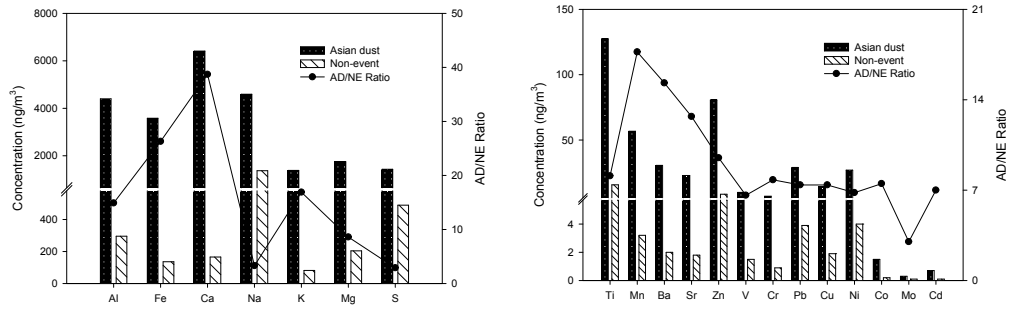 8000
6000
4000
2000
400
200
0
Concentration (ng/m³)
50
40
30
20
10
0
AD/NE Ratio
Asian dust
Non-event
AD/NE Ratio
Al Fe Ca Na K Mg S
150
100
50
4
2
0
Concentration (ng/m³)
21
14
7
0
AD/NE Ratio
Asian dust
Non-event
AD/NE Ratio
Ti Mn Ba Sr Zn V Cr Pb Cu Ni Co Mo Cd